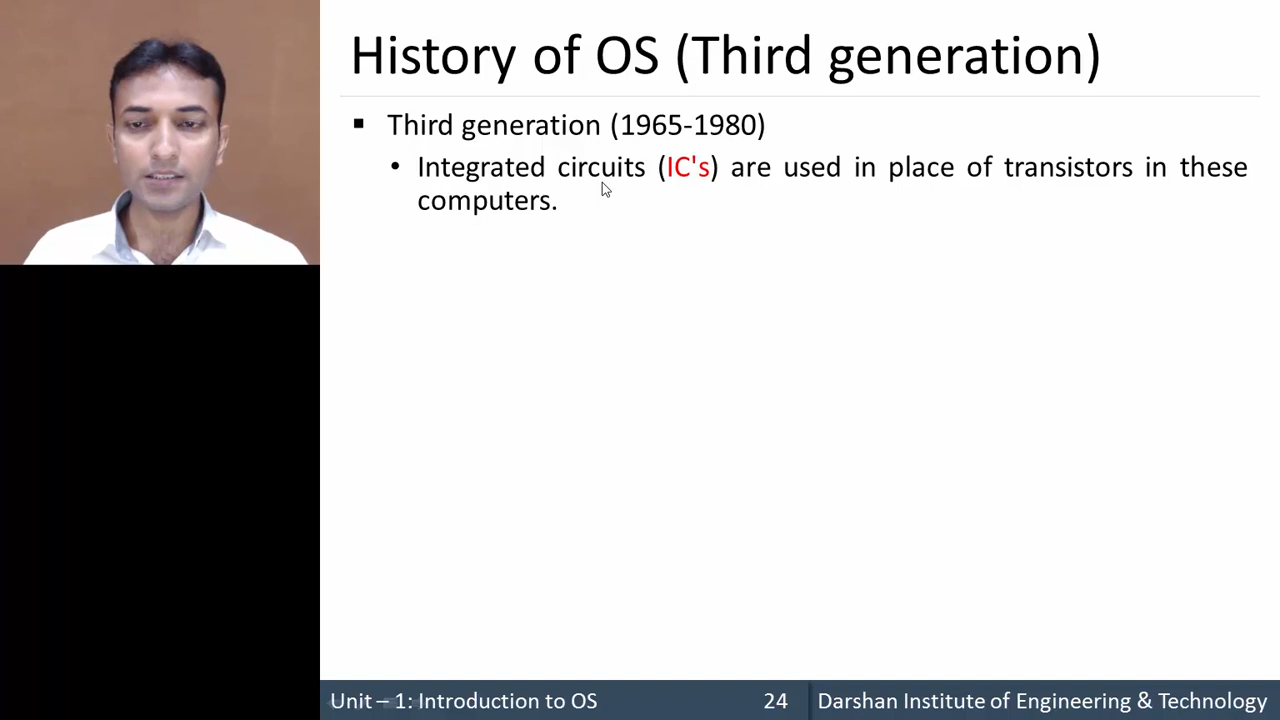 History of OS (Third generation)
Third generation (1965-1980)
Integrated circuits (IC's) are used in place of transistors in these
computers.
Unit – 1: Introduction to OS 24 Darshan Institute of Engineering & Technology